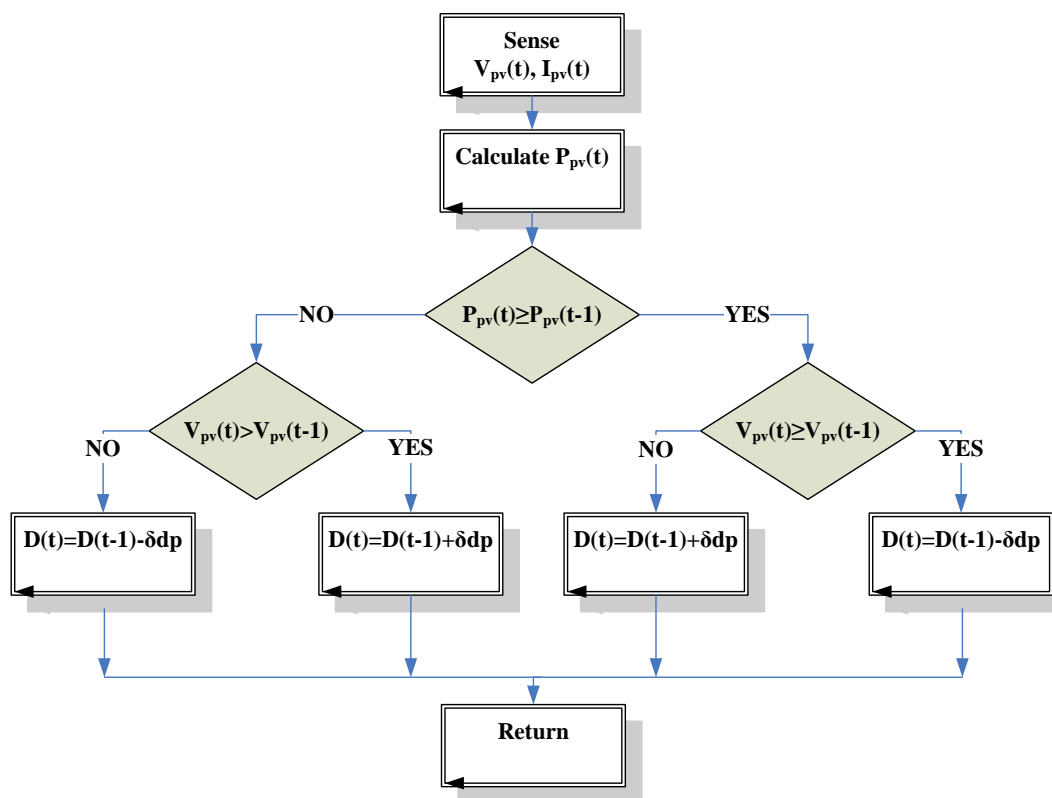 Sense
Vpv(t), Ipv(t)
Calculate Ppv(t)
Ppv(t)≥Ppv(t-1)
NO
YES
Vpv(t)>Vpv(t-1)
Vpv(t)≥Vpv(t-1)
NO
YES
NO
YES
D(t)=D(t-1)-δdp
D(t)=D(t-1)+δdp
D(t)=D(t-1)+δdp
D(t)=D(t-1)-δdp
Return